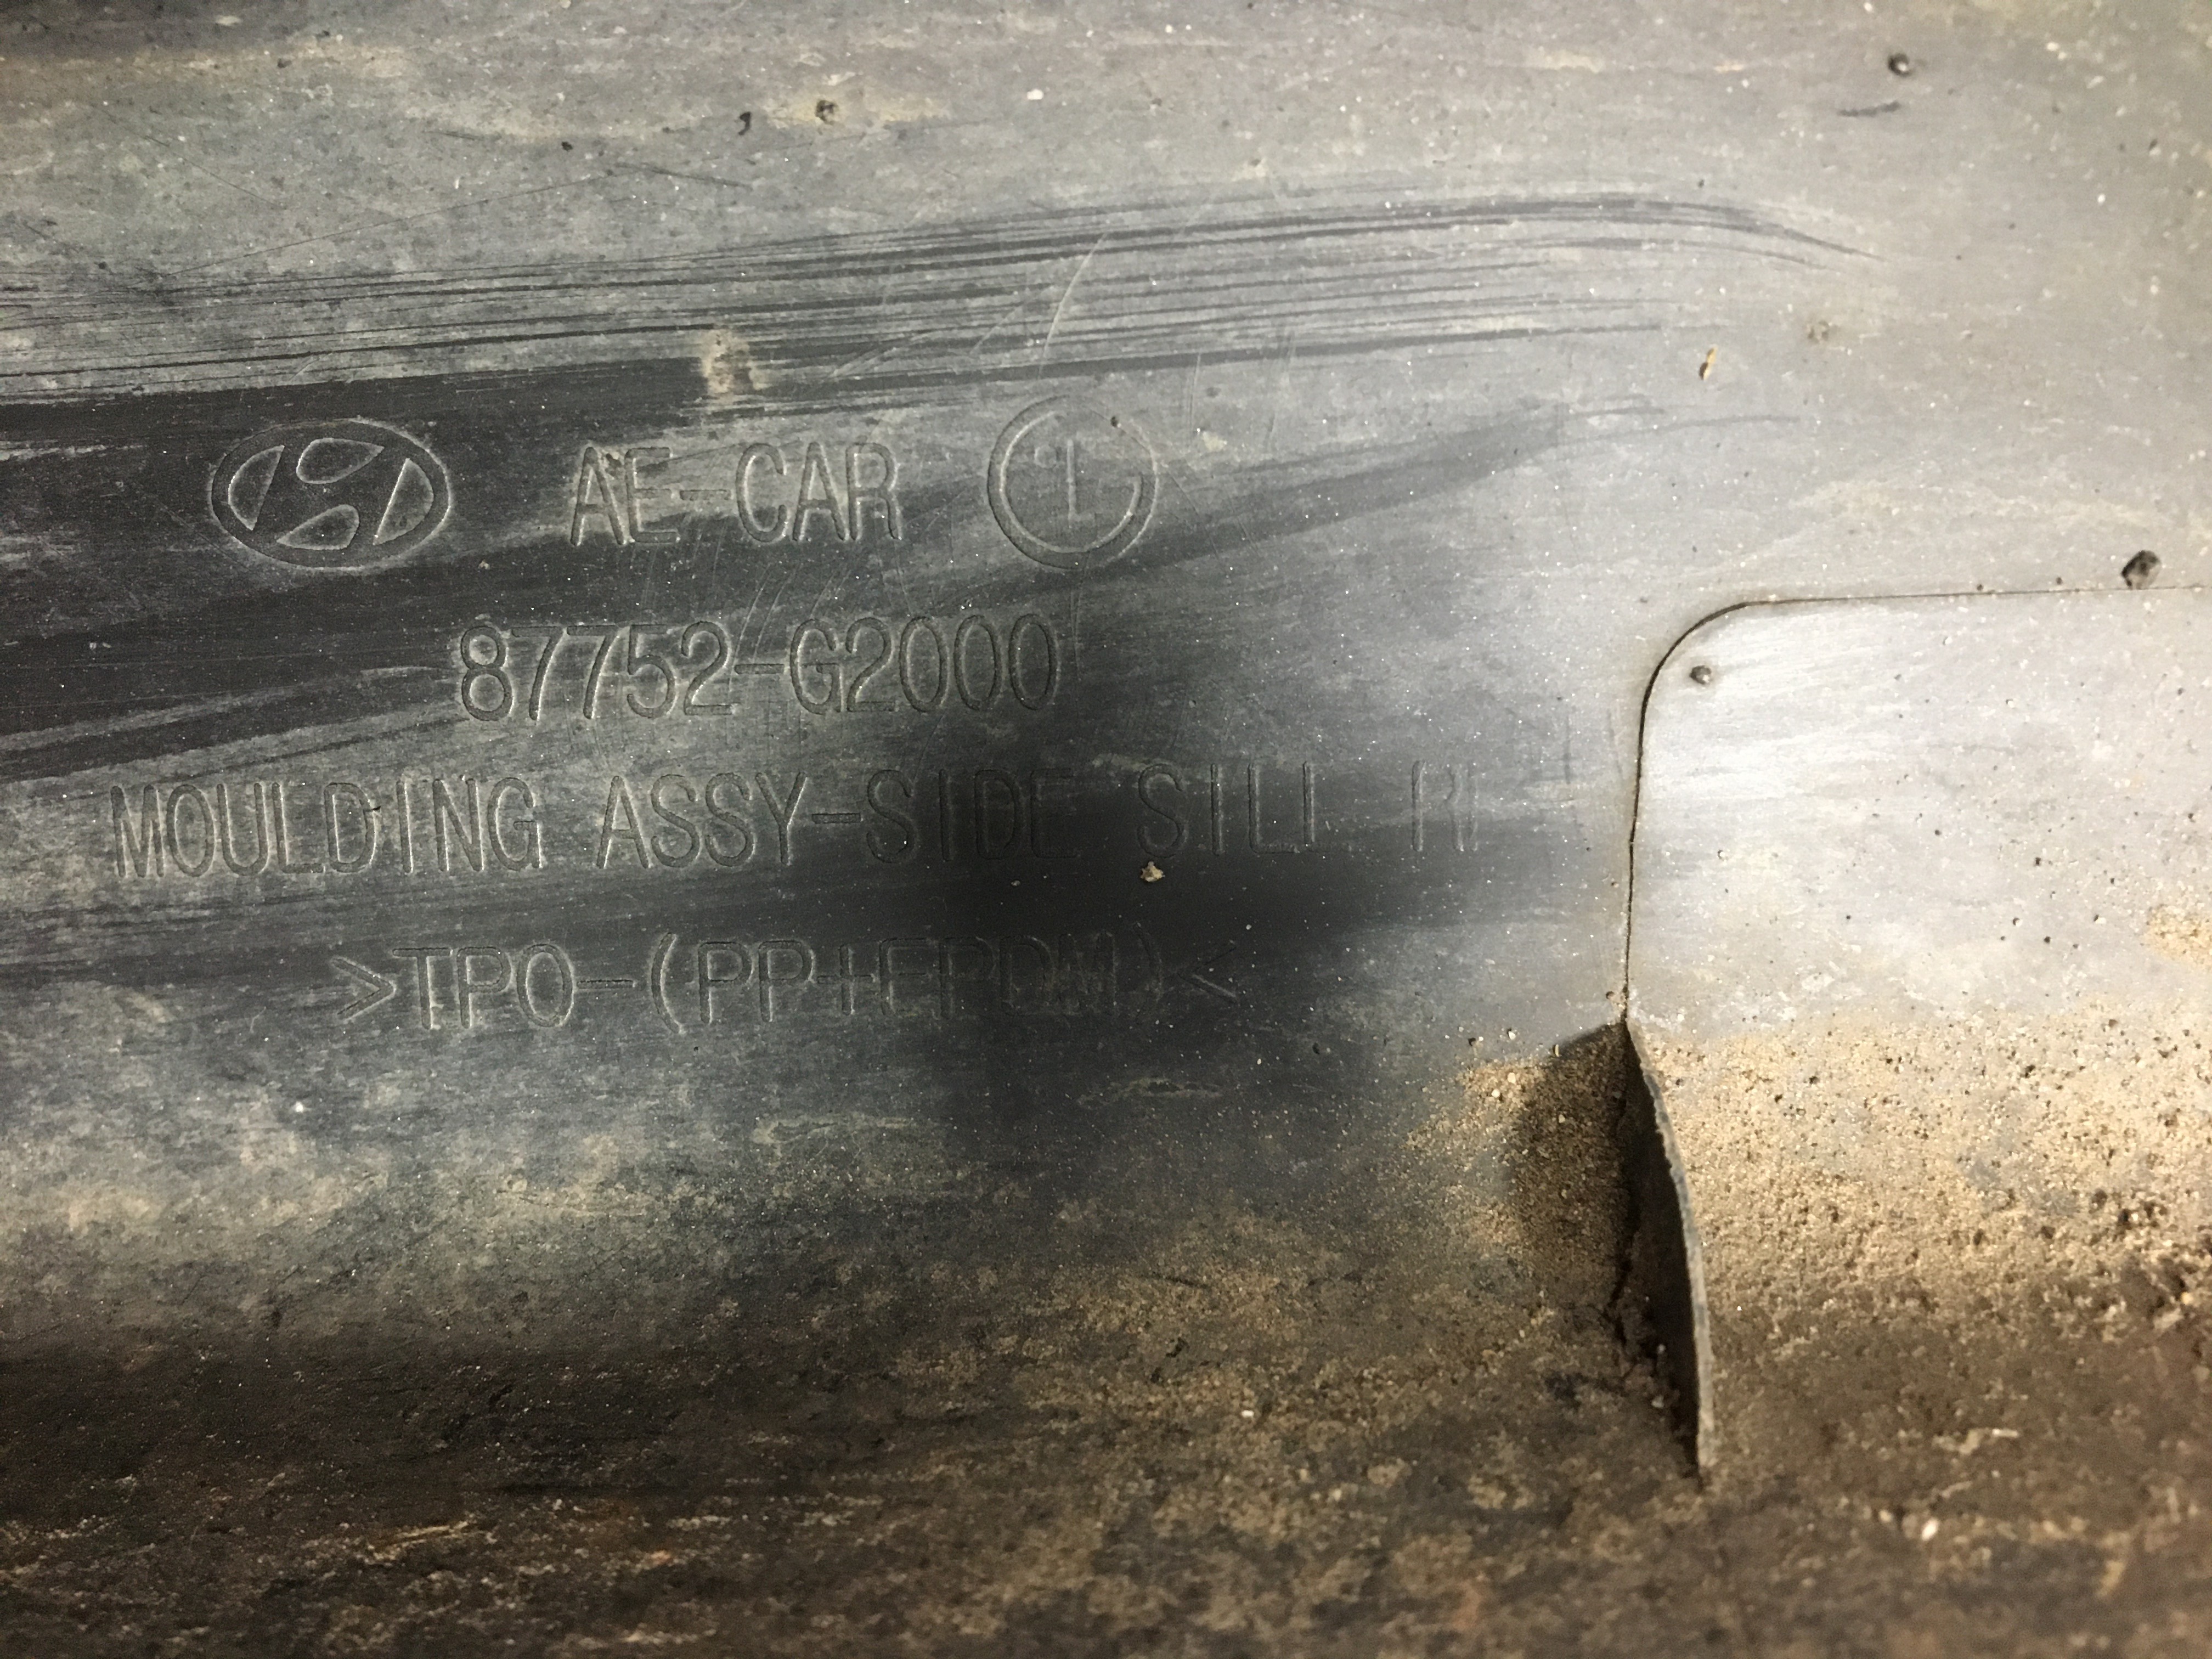 AE-CAR
87752-G2000
MOULDING ASSY-SIDE SILL
>TPO-(PP+EPDM)<